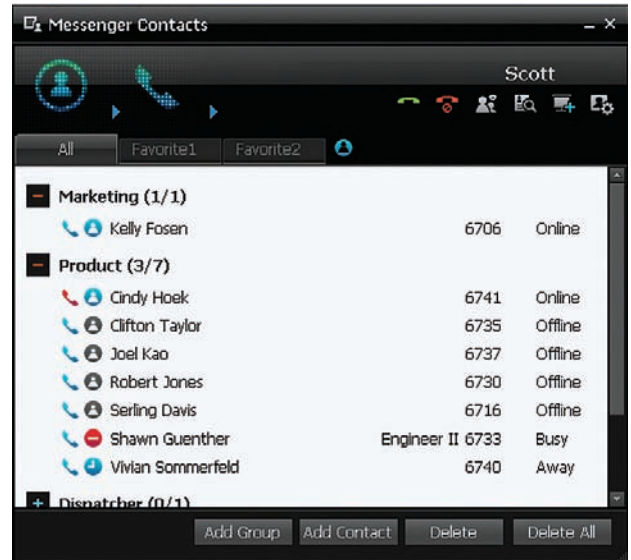 Messenger Contacts
Scott
All Favorite1 Favorite2
Marketing (1/1)
Kelly Fosen 6706 Online
Product (3/7)
Cindy Hoek 6741 Online
Clifton Taylor 6735 Offline
Joel Kao 6737 Offline
Robert Jones 6730 Offline
Serling Davis 6716 Offline
Shawn Guenther Engineer II 6733 Busy
Vivian Sommerfeld 6740 Away
Dispatcher (0/1)
Add Group Add Contact Delete Delete All